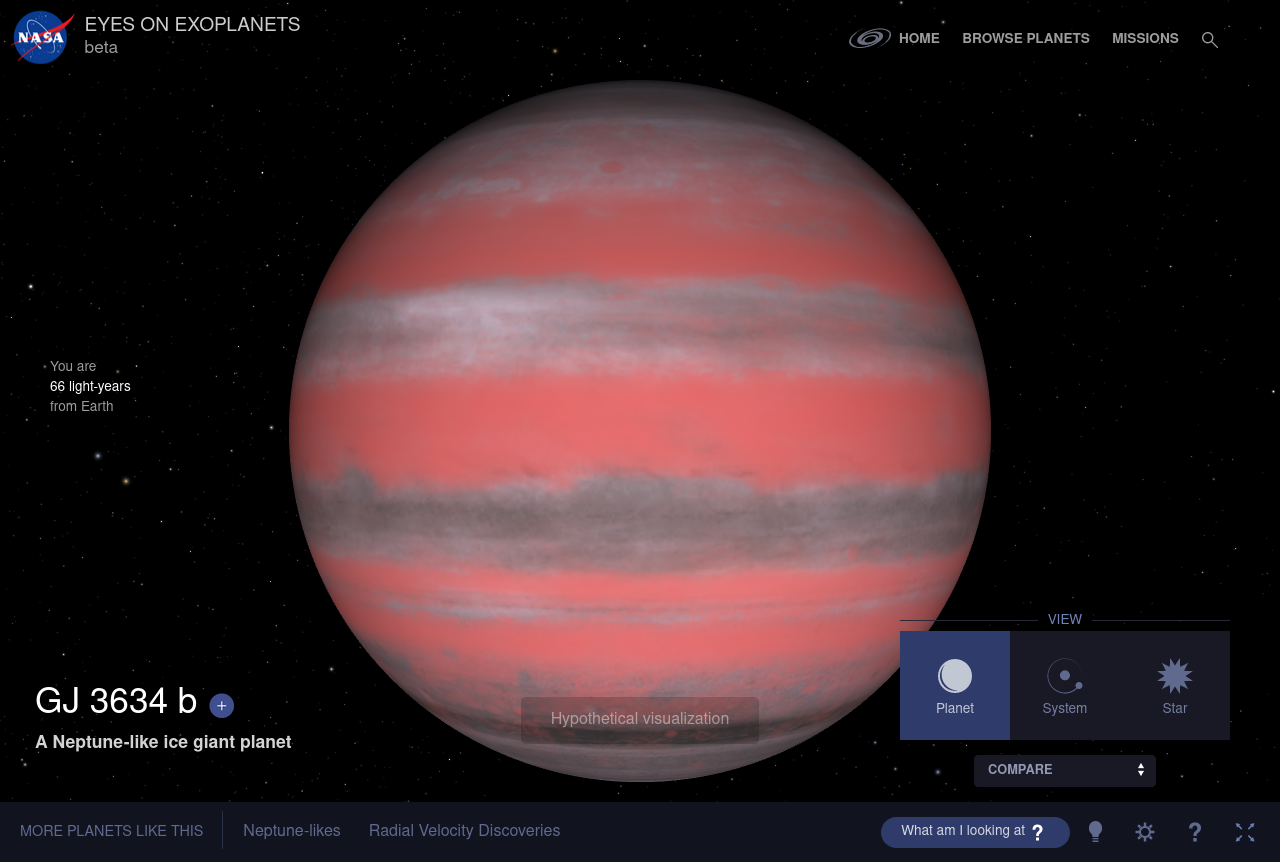 NASA
EYES ON EXOPLANETS
beta
HOME
BROWSE PLANETS
MISSIONS
You are
66 light-years
from Earth
GJ 3634 b +
A Neptune-like ice giant planet
Hypothetical visualization
VIEW
Planet
System
Star
COMPARE
MORE PLANETS LIKE THIS
Neptune-likes
Radial Velocity Discoveries
What am I looking at ?
?